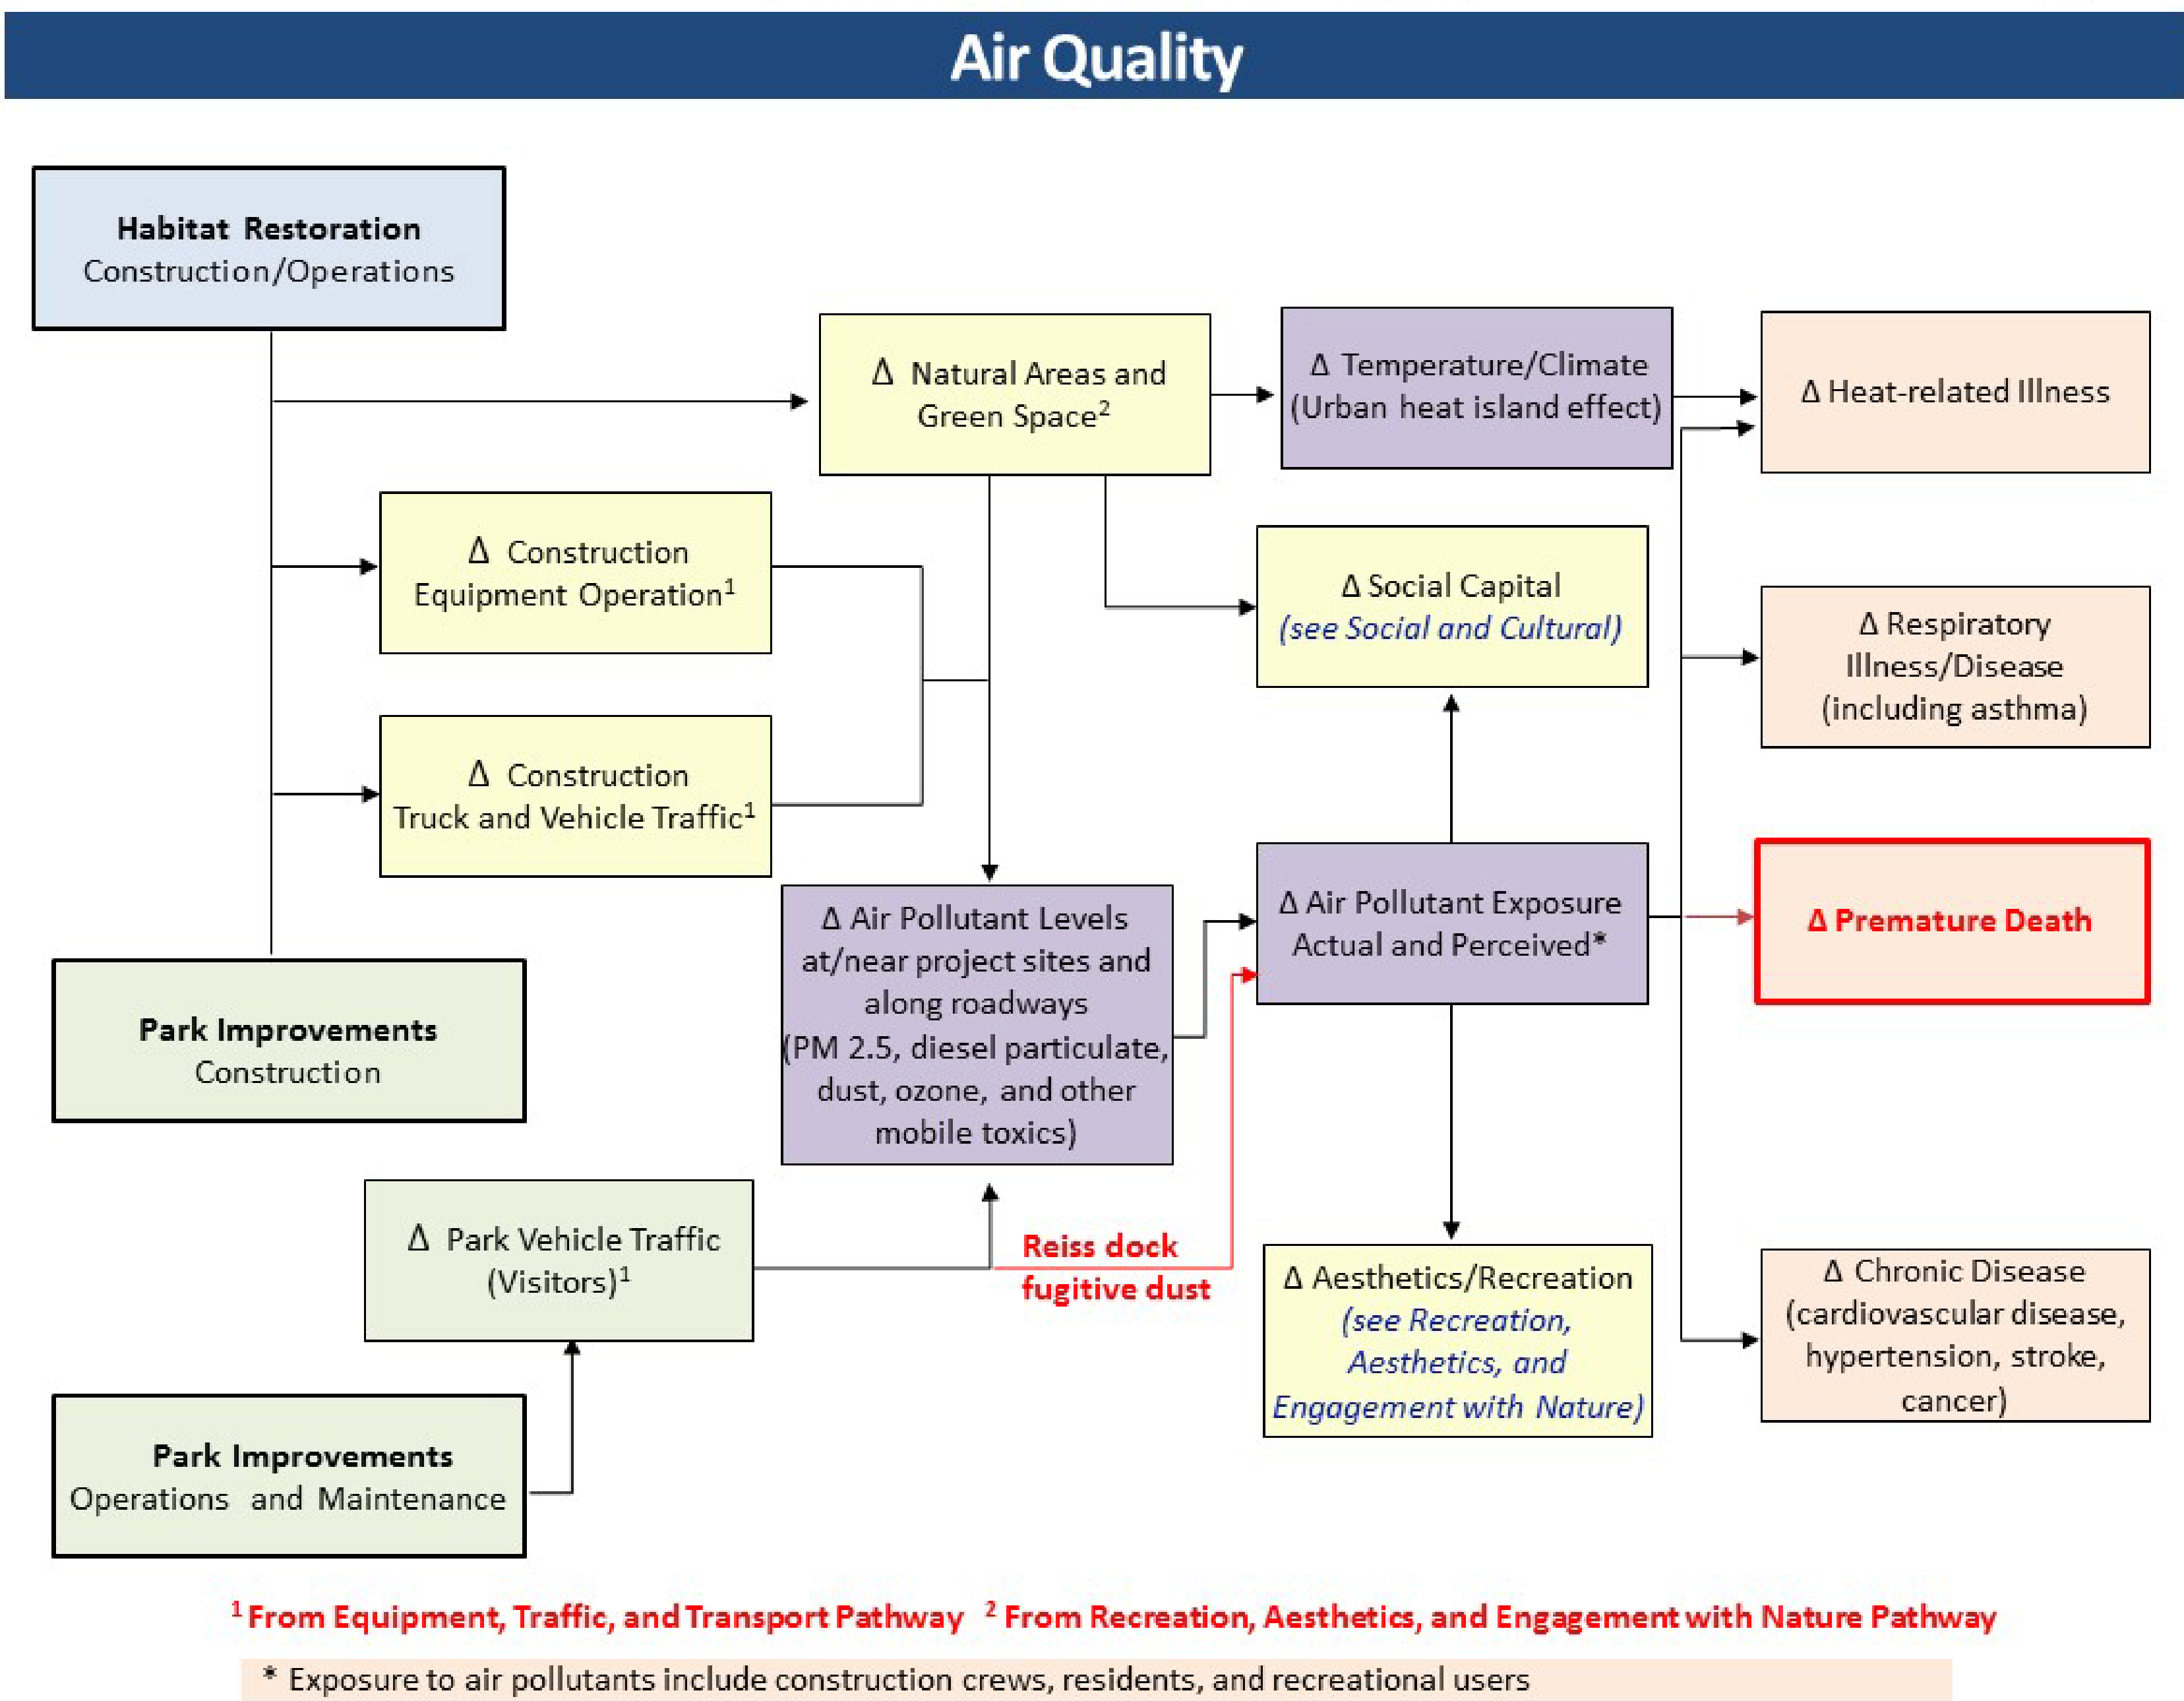 Air Quality
Habitat Restoration
Construction/Operations
Δ Natural Areas and
Green Space²
Δ Temperature/Climate
(Urban heat island effect)
Δ Heat-related Illness
Δ Construction
Equipment Operation¹
Δ Social Capital
(see Social and Cultural)
Δ Respiratory
Illness/Disease
(including asthma)
Δ Construction
Truck and Vehicle Traffic¹
Δ Air Pollutant Levels
at/near project sites and
along roadways
(PM 2.5, diesel particulate,
dust, ozone, and other
mobile toxics)
Δ Air Pollutant Exposure
Actual and Perceived*
Δ Premature Death
Park Improvements
Construction
Δ Park Vehicle Traffic
(Visitors)¹
Reiss dock
fugitive dust
Δ Aesthetics/Recreation
(see Recreation,
Aesthetics, and
Engagement with Nature)
Δ Chronic Disease
(cardiovascular disease,
hypertension, stroke,
cancer)
Park Improvements
Operations and Maintenance
¹ From Equipment, Traffic, and Transport Pathway ² From Recreation, Aesthetics, and Engagement with Nature Pathway
* Exposure to air pollutants include construction crews, residents, and recreational users